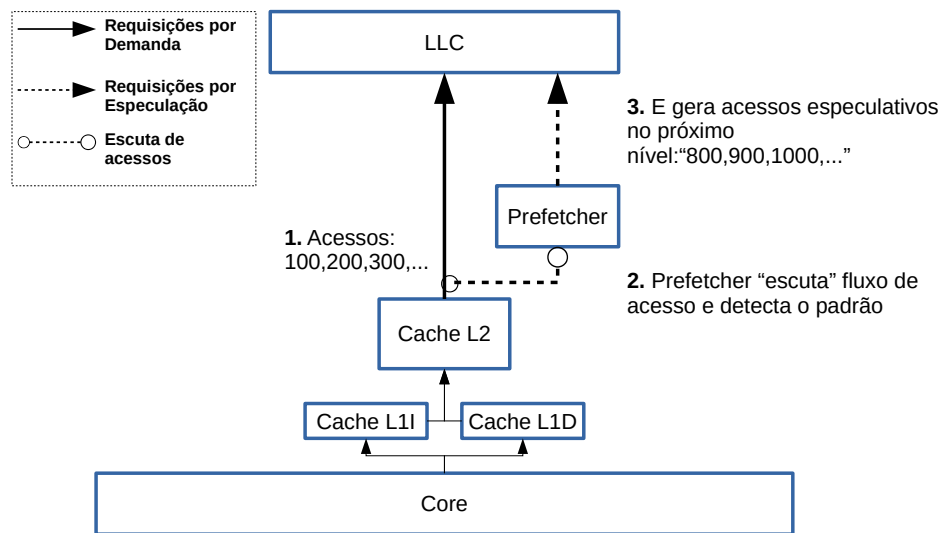 Requisições por
Demanda
Requisições por
Especulação
Escuta de
acessos
LLC
3. E gera acessos especulativos
no próximo
nível:“800,900,1000,...”
Prefetcher
1. Acessos:
100,200,300,...
2. Prefetcher “escuta” fluxo de
acesso e detecta o padrão
Cache L2
Cache L1I
Cache L1D
Core